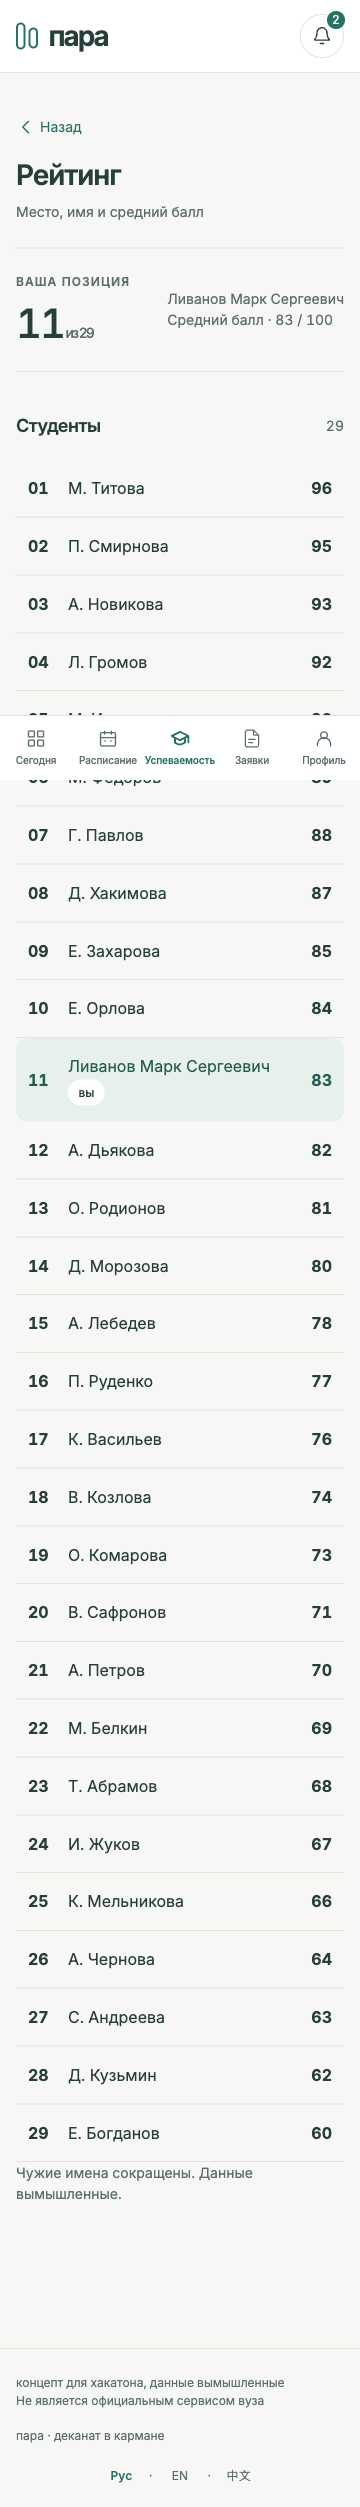 пара
2
Назад
Рейтинг
Место, имя и средний балл
ВАША ПОЗИЦИЯ
11 из 29
Ливанов Марк Сергеевич
Средний балл · 83 / 100
Студенты 29
01 М. Титова 96
02 П. Смирнова 95
03 А. Новикова 93
04 Л. Громов 92
Сегодня Расписание Успеваемость Заявки Профиль
07 Г. Павлов 88
08 Д. Хакимова 87
09 Е. Захарова 85
10 Е. Орлова 84
11 Ливанов Марк Сергеевич 83
вы
12 А. Дьякова 82
13 О. Родионов 81
14 Д. Морозова 80
15 А. Лебедев 78
16 П. Руденко 77
17 К. Васильев 76
18 В. Козлова 74
19 О. Комарова 73
20 В. Сафронов 71
21 А. Петров 70
22 М. Белкин 69
23 Т. Абрамов 68
24 И. Жуков 67
25 К. Мельникова 66
26 А. Чернова 64
27 С. Андреева 63
28 Д. Кузьмин 62
29 Е. Богданов 60
Чужие имена сокращены. Данные
вымышленные.
концепт для хакатона, данные вымышленные
Не является официальным сервисом вуза
пара · деканат в кармане
Рус · EN · 中文